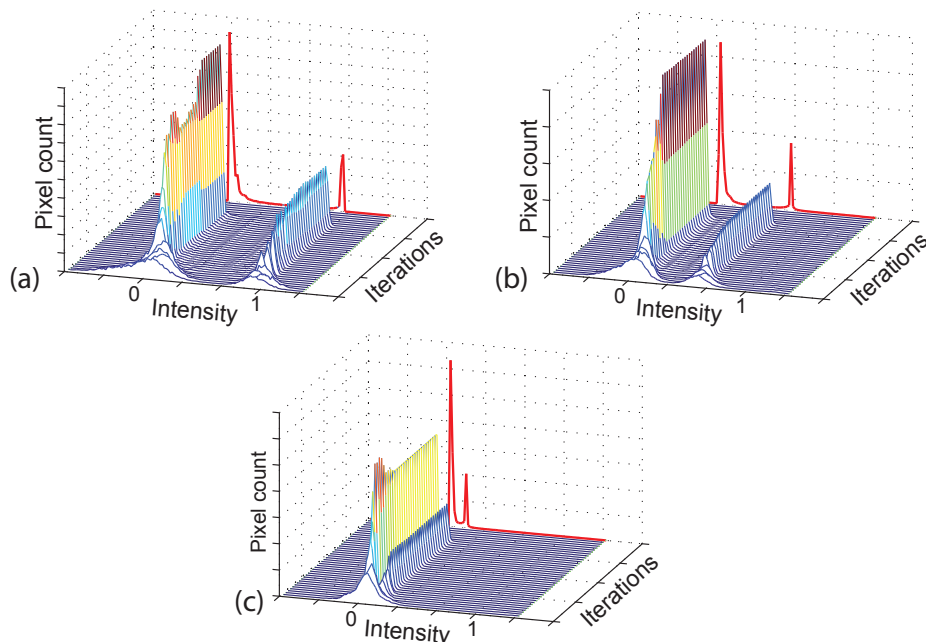 Pixel count
(a)
0
Intensity
1
Iterations
Pixel count
(b)
0
Intensity
1
Iterations
Pixel count
(c)
0
Intensity
1
Iterations